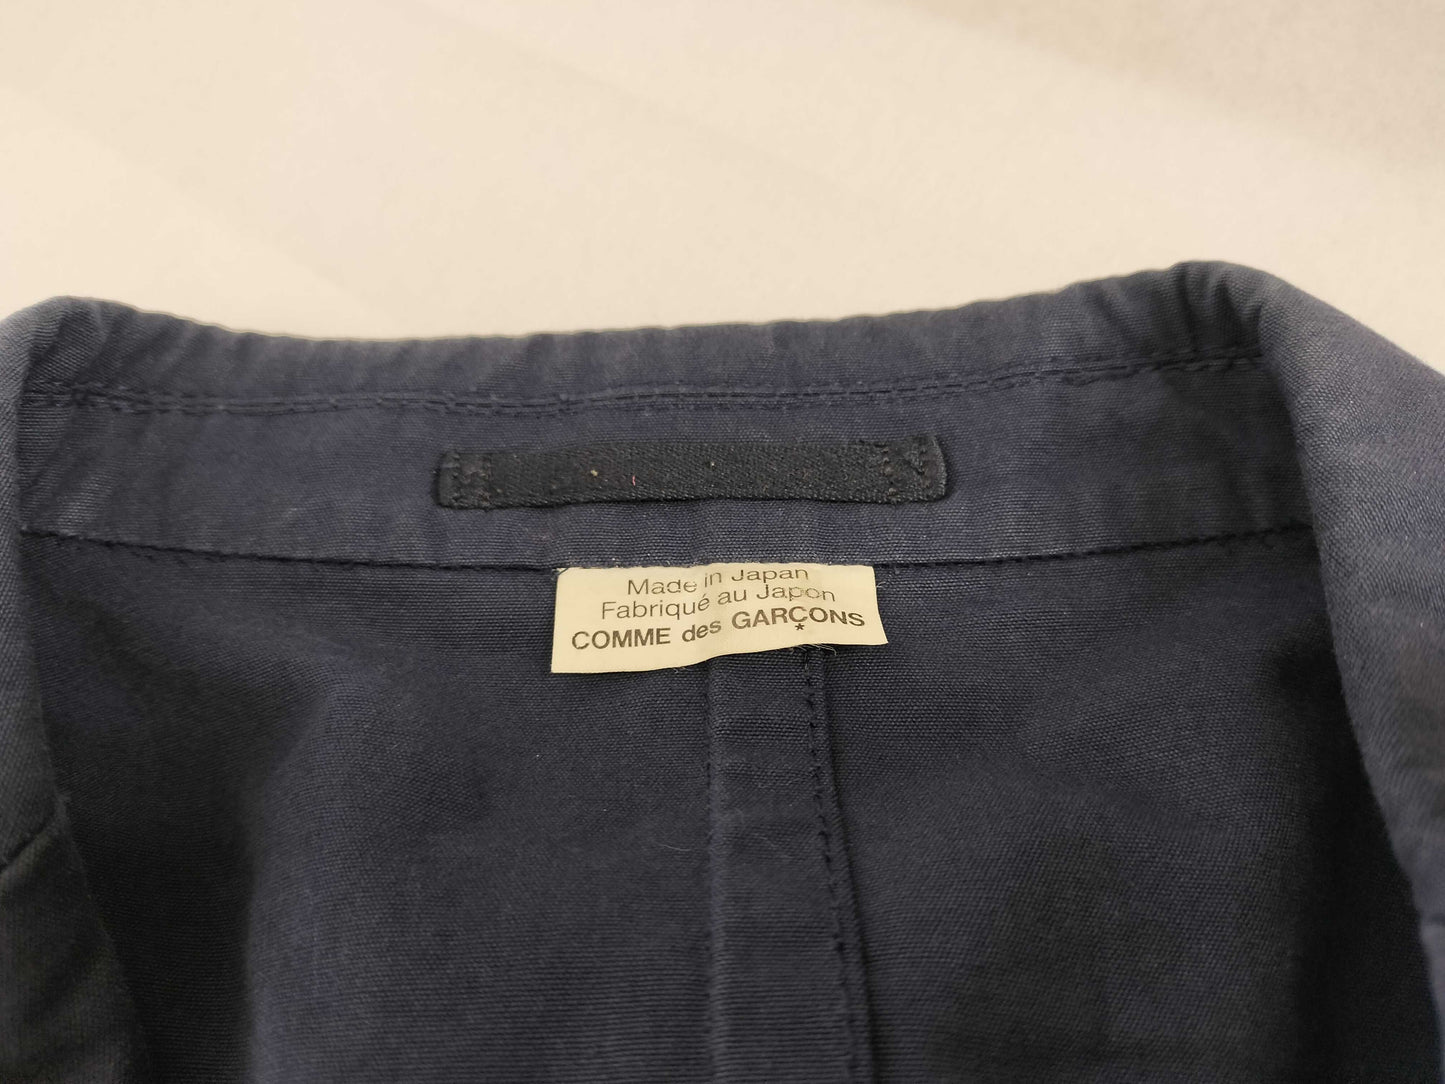 Made in Japan
Fabriqué au Japon
COMME des GARÇONS
*